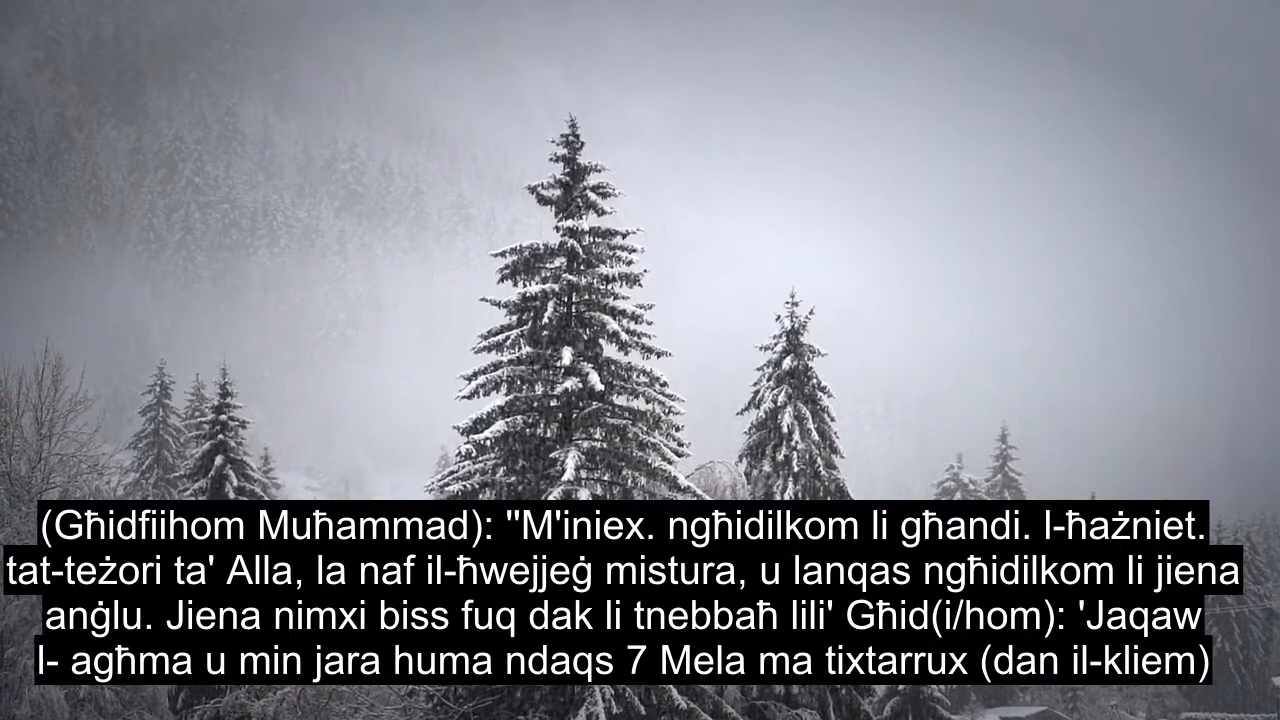 (Għidfiihom Muħammad): "M'iniex. ngħidilkom li għandi. l-ħażniet.
tat-teżori ta' Alla, la naf il-ħwejjeġ mistura, u lanqas ngħidilkom li jiena
anġlu. Jiena nimxi biss fuq dak li tnebbaħ lili' Għid(i/hom): 'Jaqaw
l- agħma u min jara huma ndaqs 7 Mela ma tixtarrux (dan il-kliem)